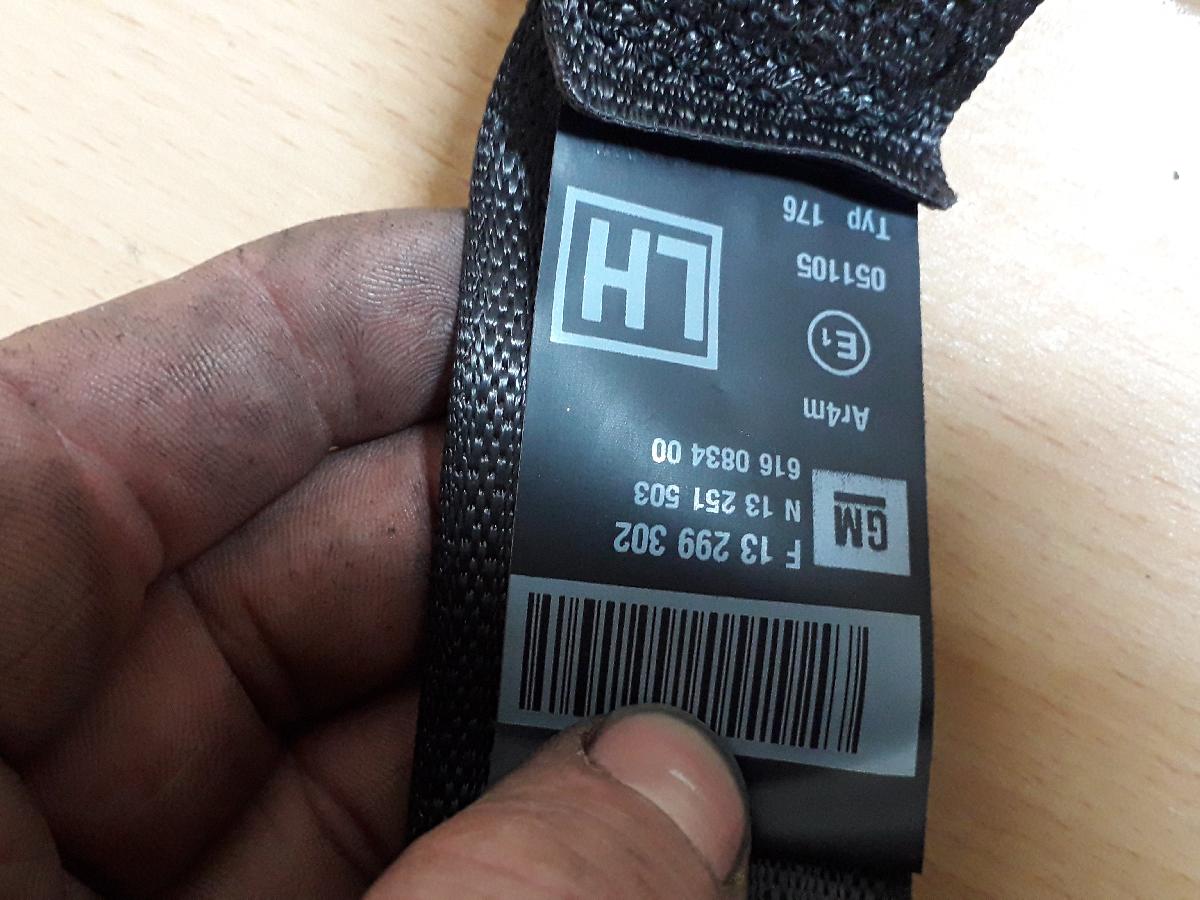 F 13 299 302
GM
N 13 251 503
616 0834 00
Ar4m
E1
051105
Typ 176
LH